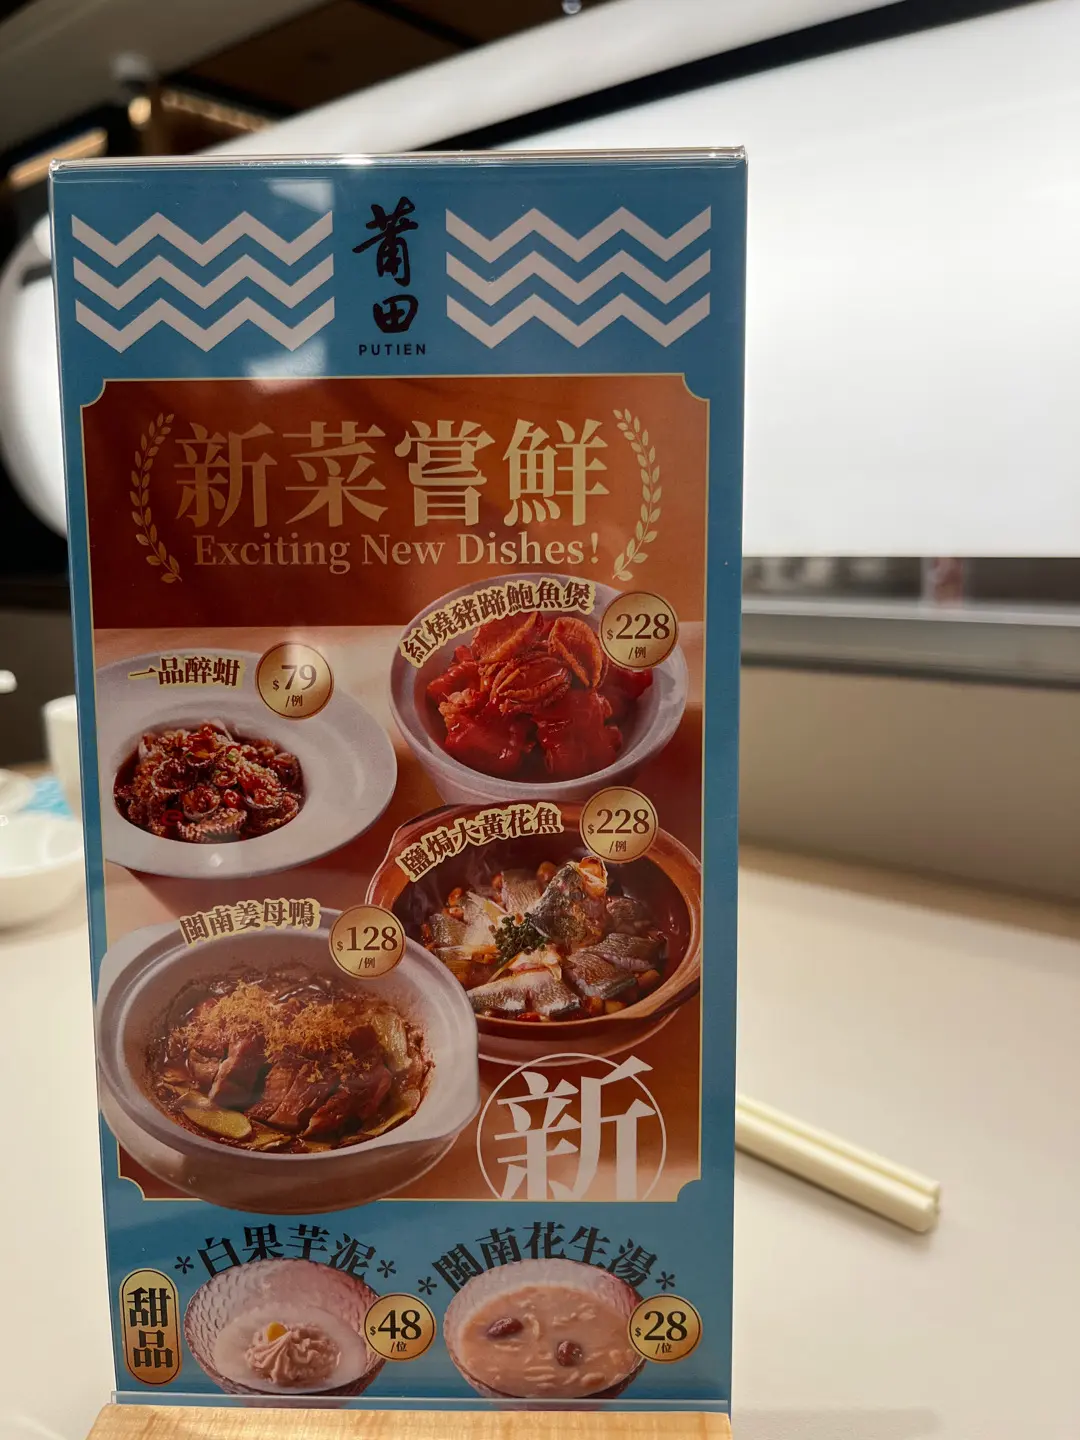 莆田
PUTIEN
新菜嘗鮮
Exciting New Dishes!
紅燒豬蹄鮑魚煲
$228
/例
一品醉蚶
$79
/例
鹽焗大黃花魚
$228
/例
閩南姜母鴨
$128
/例
新
甜品
*白果芋泥*
$48
/位
*閩南花生湯*
$28
/位